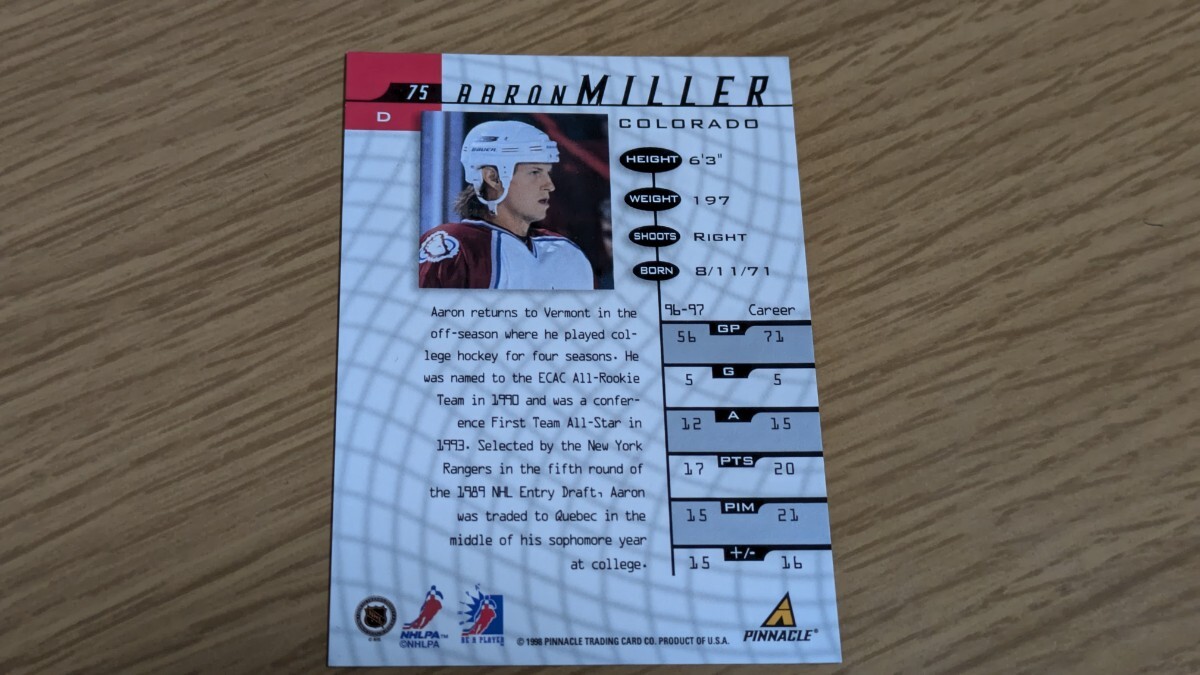 75 AARON MILLER
D
COLORADO
BAUER
HEIGHT 6'3"
WEIGHT 197
SHOOTS RIGHT
BORN 8/11/71
Aaron returns to Vermont in the
off-season where he played col-
lege hockey for four seasons. He
was named to the ECAC All-Rookie
Team in 1990 and was a confer-
ence First Team All-Star in
1993. Selected by the New York
Rangers in the fifth round of
the 1989 NHL Entry Draft, Aaron
was traded to Quebec in the
middle of his sophomore year
at college.
96-97 Career
GP
56 71
G
5 5
A
12 15
PTS
17 20
PIM
15 21
+/-
15 16
NHLPA™
©NHLPA
BE A PLAYER
© 1998 PINNACLE TRADING CARD CO. PRODUCT OF U.S.A.
PINNACLE®